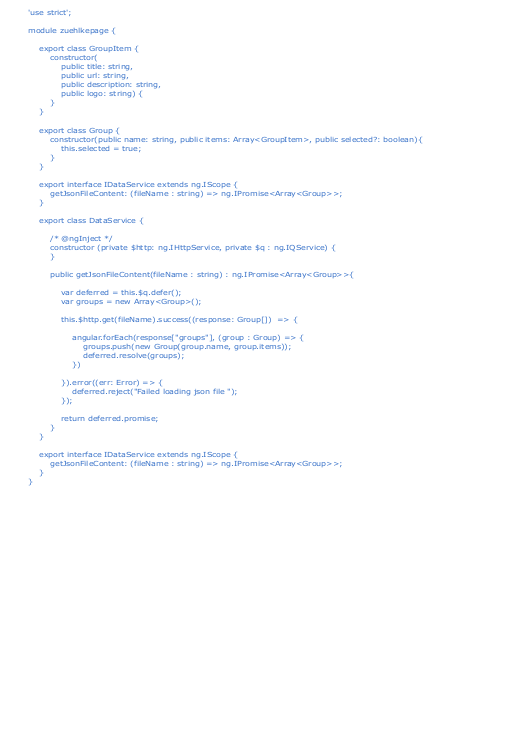 'use strict';
module zuehlkepage {
export class GroupItem {
constructor(
public title: string,
public url: string,
public description: string,
public logo: string) {
}
}
export class Group {
constructor(public name: string, public items: Array<GroupItem>, public selected?: boolean){
this.selected = true;
}
}
export interface IDataService extends ng.IScope {
getJsonFileContent: (fileName : string) => ng.IPromise<Array<Group>>;
}
export class DataService {
/* @ngInject */
constructor (private $http: ng.IHttpService, private $q : ng.IQService) {
}
public getJsonFileContent(fileName : string) : ng.IPromise<Array<Group>>{
var deferred = this.$q.defer();
var groups = new Array<Group>();
this.$http.get(fileName).success((response: Group[])  => {
angular.forEach(response["groups"], (group : Group) => {
groups.push(new Group(group.name, group.items));
deferred.resolve(groups);
})
}).error((err: Error) => {
deferred.reject("Failed loading json file ");
});
return deferred.promise;
}
}
export interface IDataService extends ng.IScope {
getJsonFileContent: (fileName : string) => ng.IPromise<Array<Group>>;
}
}